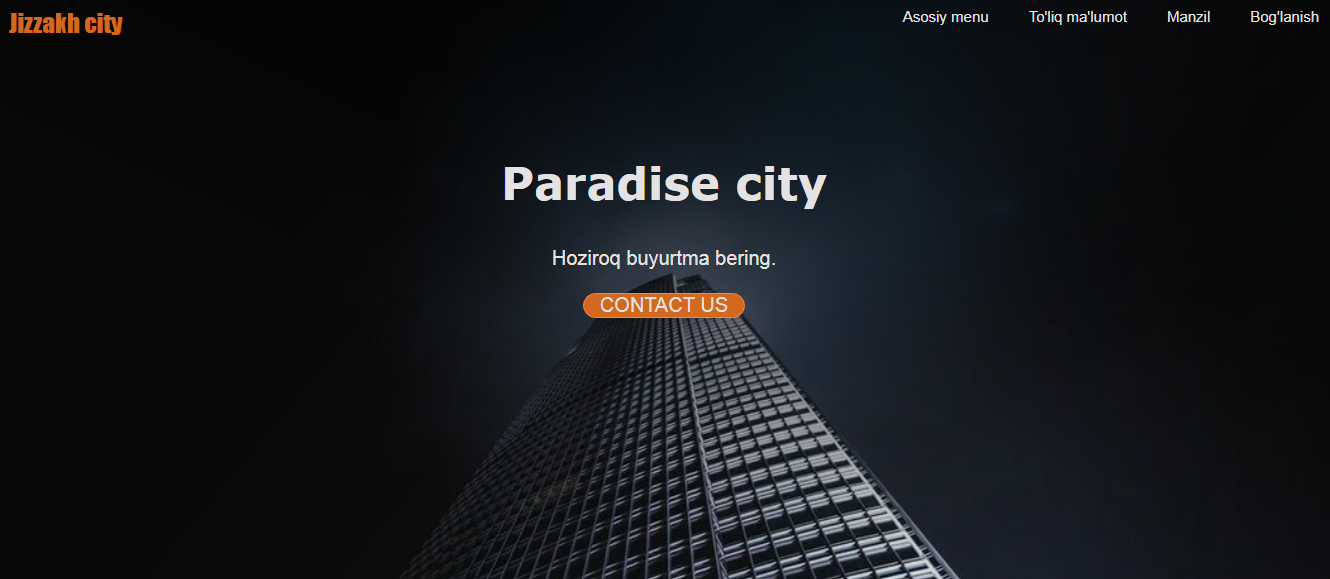 Jizzakh city
Asosiy menu To'liq ma'lumot Manzil Bog'lanish
Paradise city
Hoziroq buyurtma bering.
CONTACT US